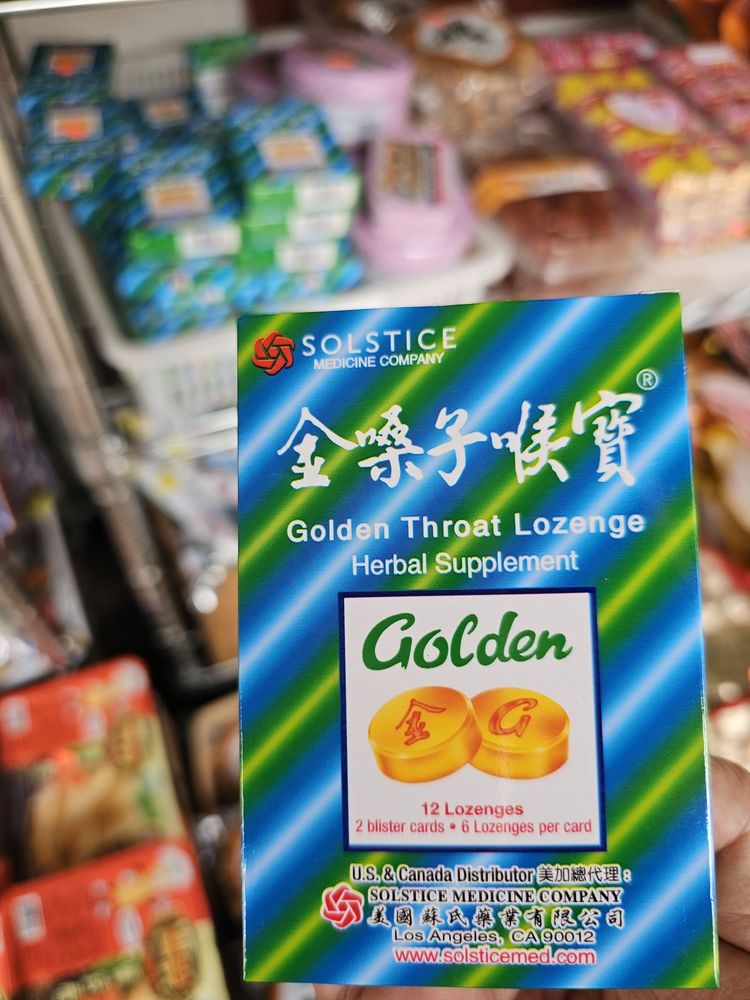 SOLSTICE
MEDICINE COMPANY
金嗓子喉寶®
Golden Throat Lozenge
Herbal Supplement
Golden
金 G
12 Lozenges
2 blister cards • 6 Lozenges per card
U.S. & Canada Distributor 美加總代理：
SOLSTICE MEDICINE COMPANY
美國蘇氏藥業有限公司
Los Angeles, CA 90012
www.solsticemed.com